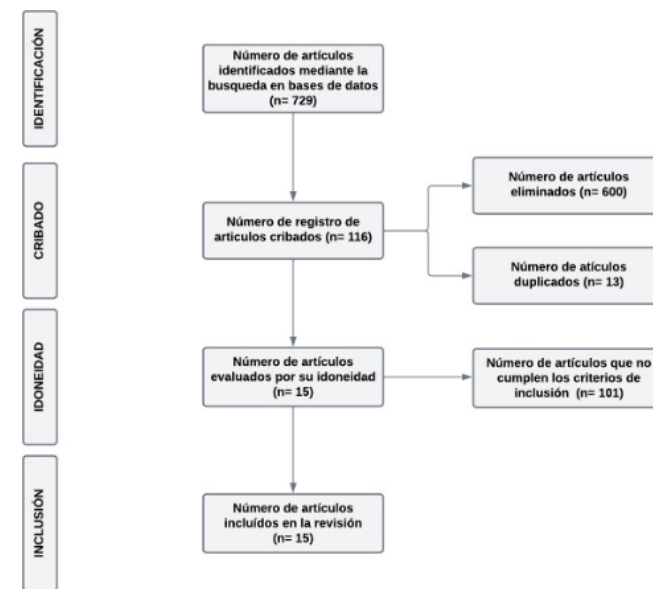 IDENTIFICACIÓN
Número de artículos
identificados mediante la
busqueda en bases de datos
(n= 729)
CRIBADO
Número de registro de
articulos cribados (n= 116)
Número de artículos
eliminados (n= 600)
Número de atículos
duplicados (n= 13)
IDONEIDAD
Número de artículos
evaluados por su idoneidad
(n= 15)
Número de artículos que no
cumplen los criterios de
inclusión (n= 101)
INCLUSIÓN
Número de artículos
incluídos en la revisión
(n= 15)